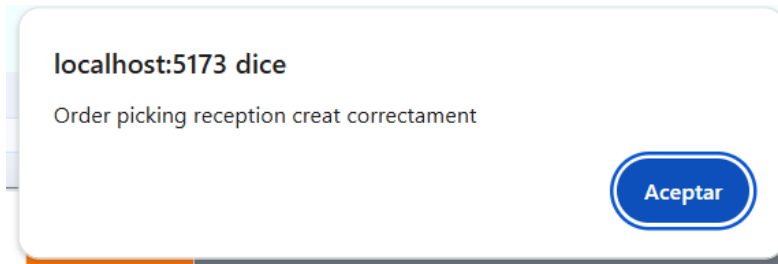 localhost:5173 dice
Order picking reception creat correctament
Aceptar